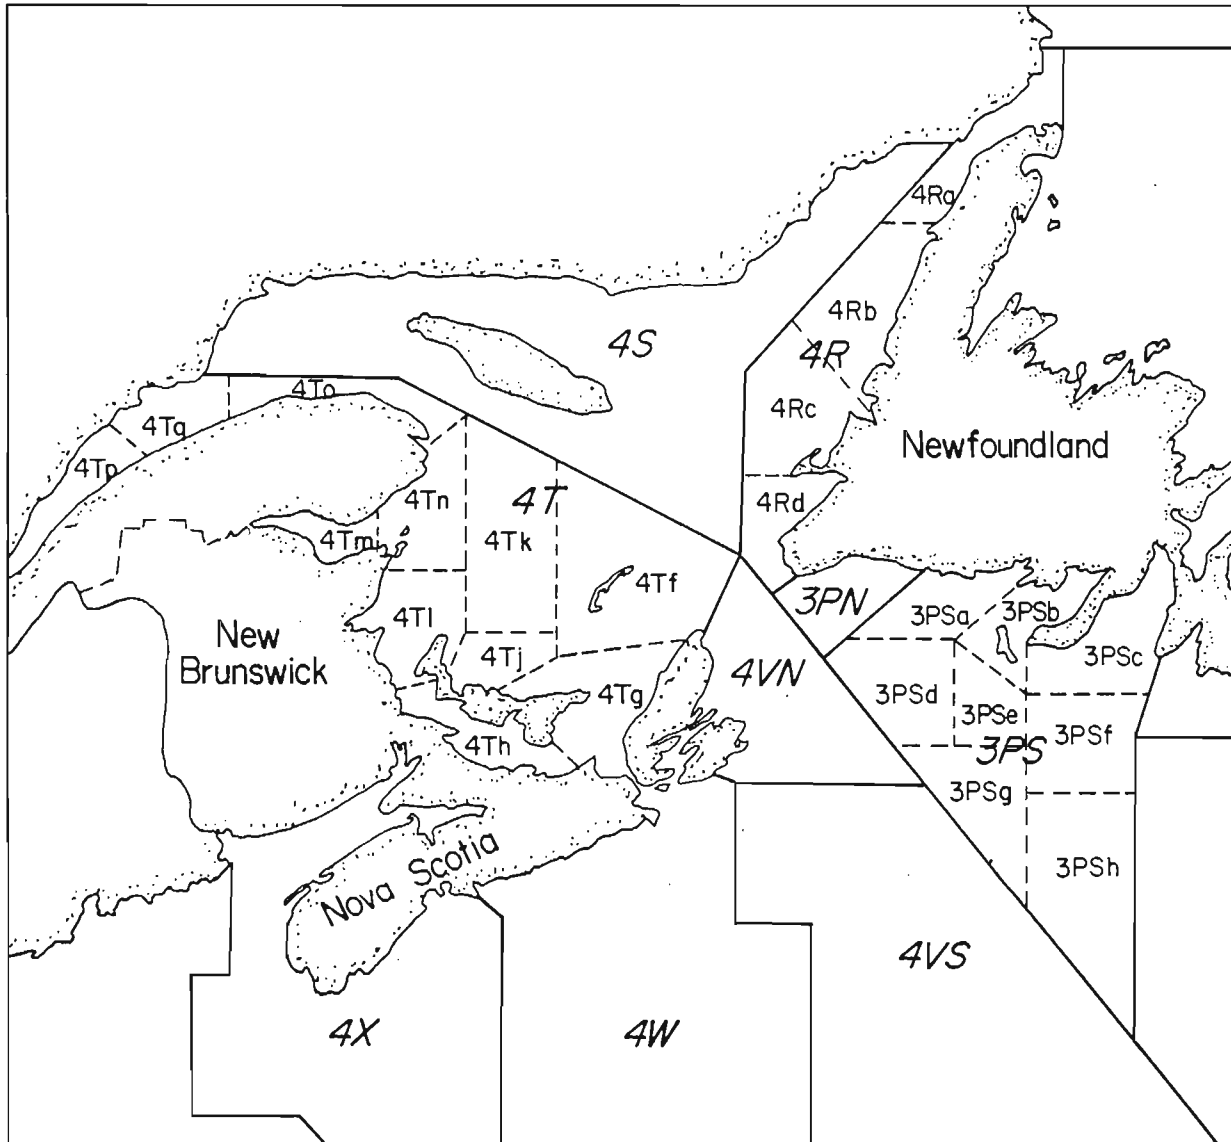 4Ra
4Rb
4S
4R
4To
4Rc
4Tq
Newfoundland
4Tp
4Tn
4T
4Rd
4Tm
4Tk
4Tf
3PN
3PSa
3PSb
4Tl
New
Brunswick
4Tj
3PSc
4VN
4Tg
3PSd
3PSe
3PSf
4Th
3PS
3PSg
3PSh
Nova Scotia
4VS
4X
4W